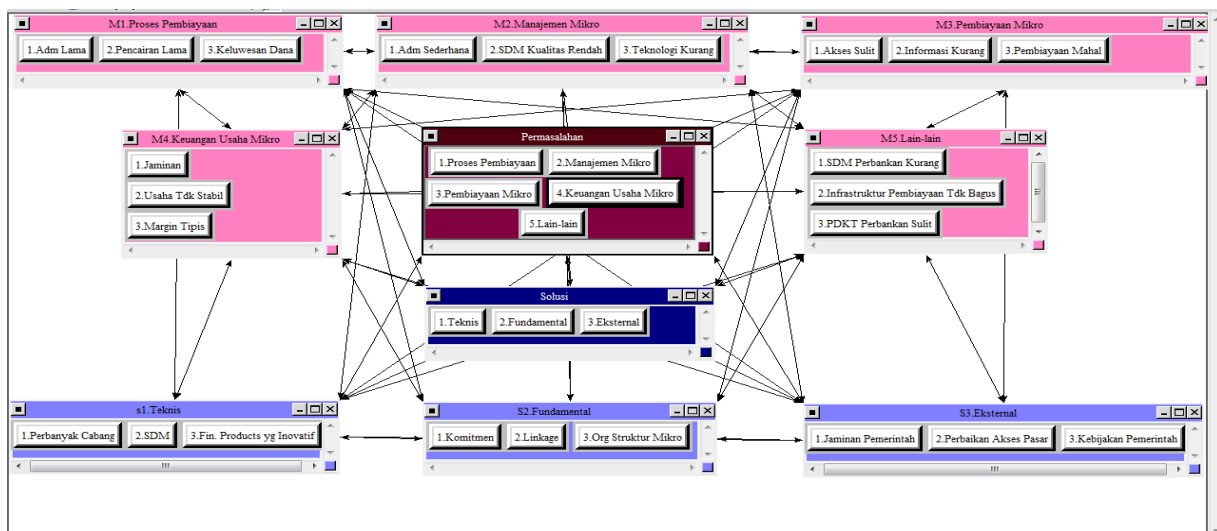 M1.Proses Pembiayaan
1.Adm Lama 2.Pencairan Lama 3.Keluwesan Dana
M2.Manajemen Mikro
1.Adm Sederhana 2.SDM Kualitas Rendah 3.Teknologi Kurang
M3.Pembiayaan Mikro
1.Akses Sulit 2.Informasi Kurang 3.Pembiayaan Mahal
M4.Keuangan Usaha Mikro
1.Jaminan
2.Usaha Tdk Stabil
3.Margin Tipis
Permasalahan
1.Proses Pembiayaan 2.Manajemen Mikro
3.Pembiayaan Mikro 4.Keuangan Usaha Mikro
5.Lain-lain
M5.Lain-lain
1.SDM Perbankan Kurang
2.Infrastruktur Pembiayaan Tdk Bagus
3.PDKT Perbankan Sulit
Solusi
1.Teknis 2.Fundamental 3.Eksternal
s1.Teknis
1.Perbanyak Cabang 2.SDM 3.Fin. Products yg Inovatif
S2.Fundamental
1.Komitmen 2.Linkage 3.Org Struktur Mikro
S3.Eksternal
1.Jaminan Pemerintah 2.Perbaikan Akses Pasar 3.Kebijakan Pemerintah